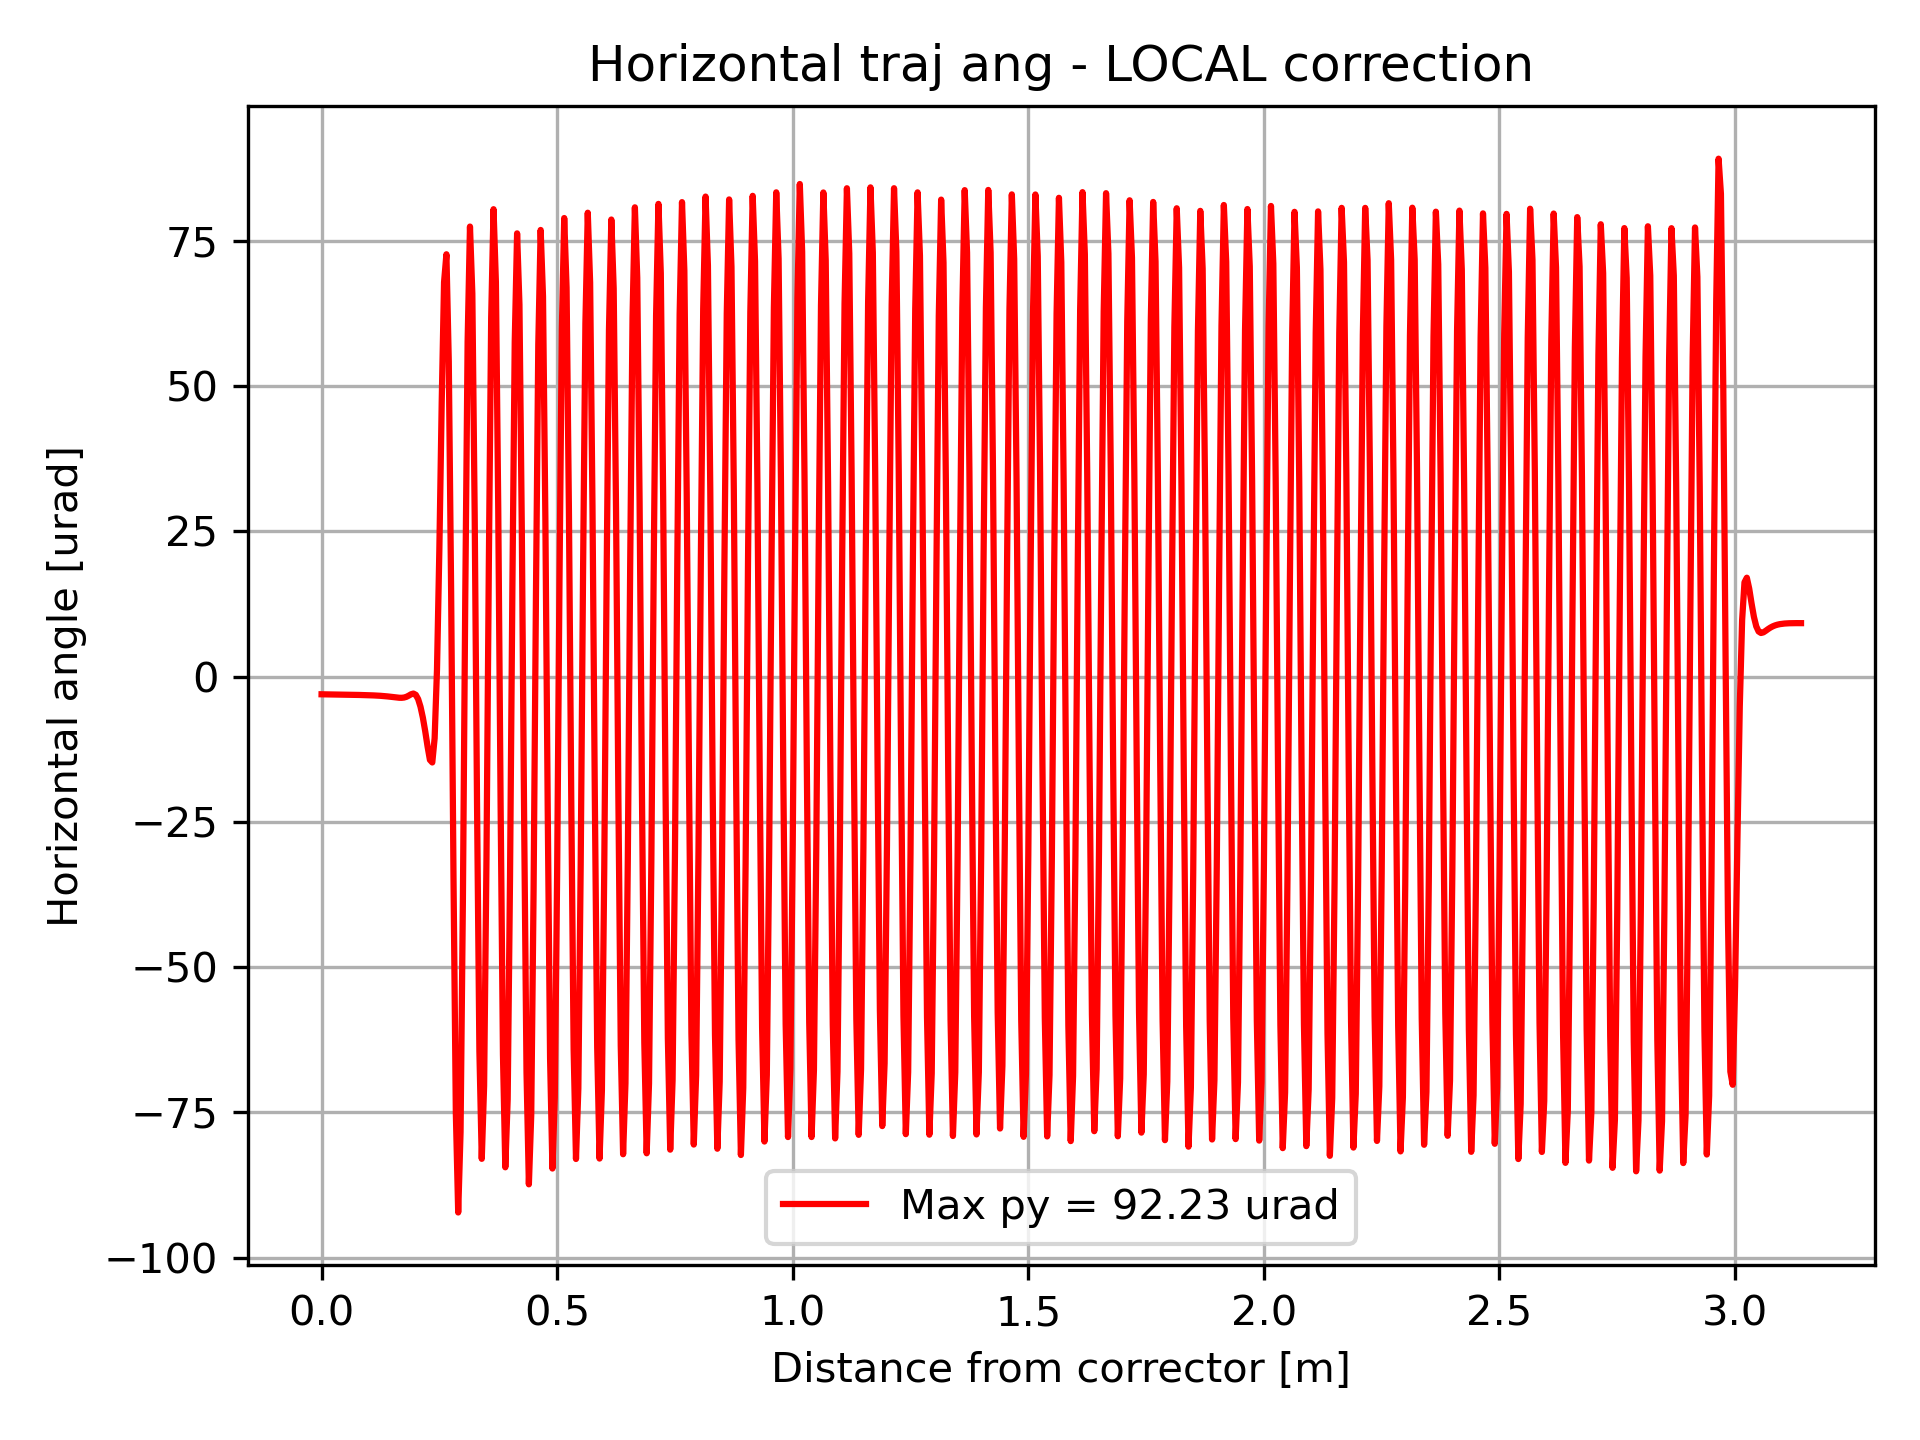 Horizontal traj ang - LOCAL correction
75
50
25
0
−25
−50
−75
−100
Horizontal angle [urad]
Max py = 92.23 urad
0.0 0.5 1.0 1.5 2.0 2.5 3.0
Distance from corrector [m]